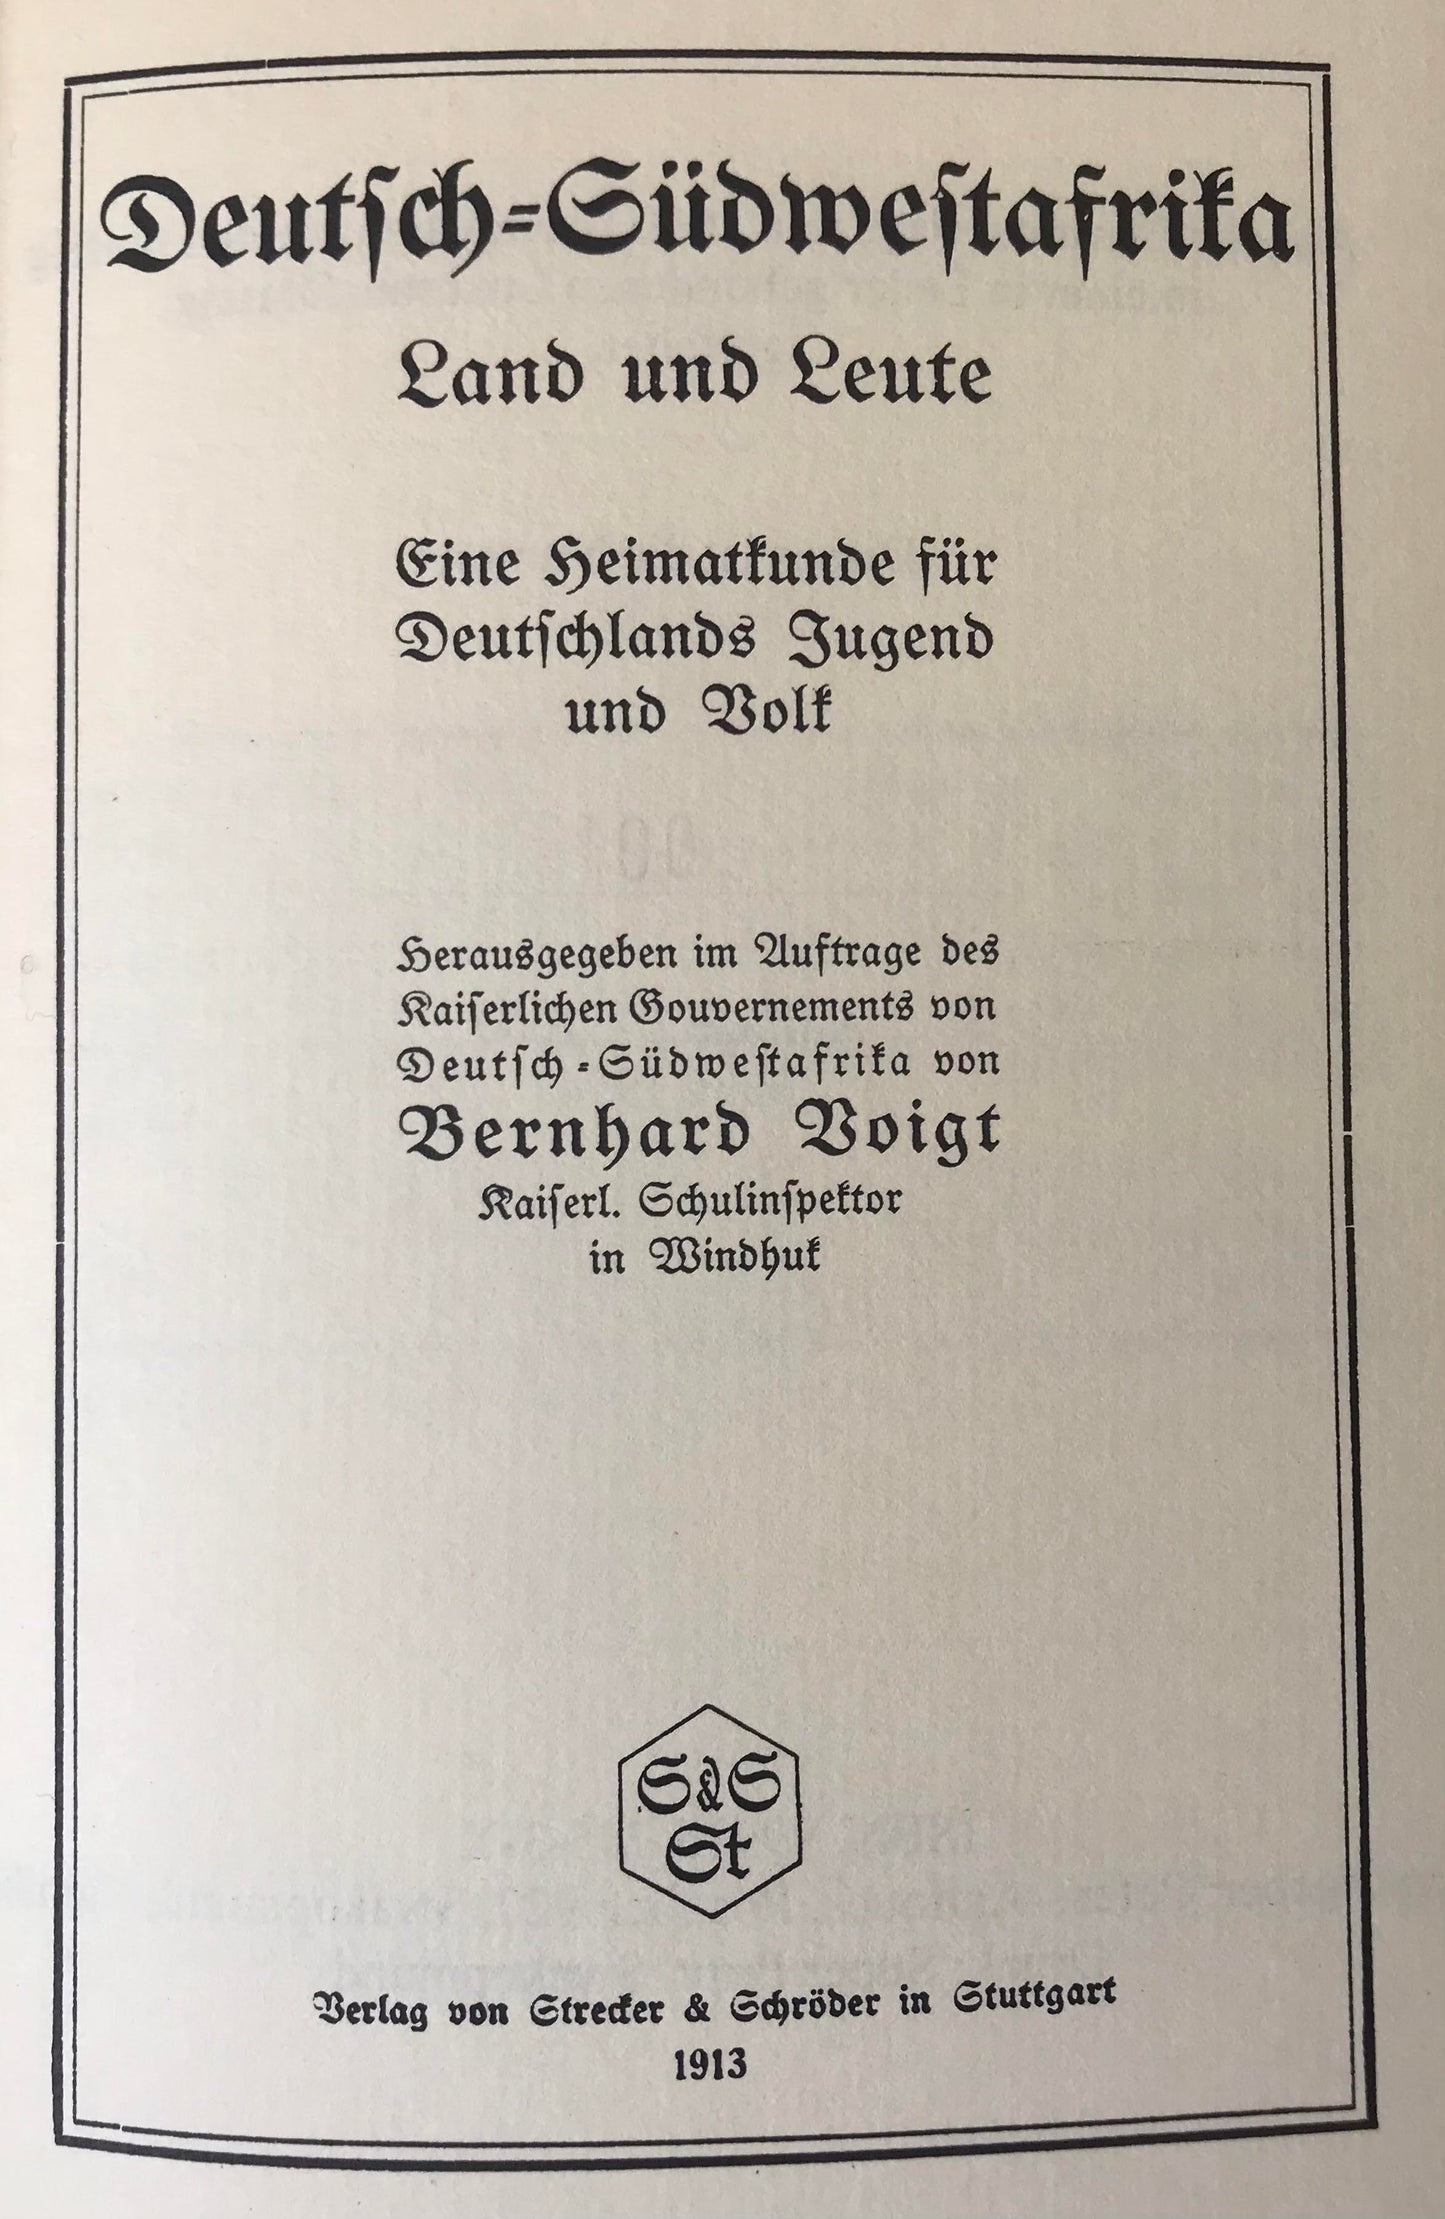 Deutſch=Südweſtafrika
Land und Leute
Eine Heimatkunde für
Deutſchlands Jugend
und Volk
Herausgegeben im Auftrage des
Kaiſerlichen Gouvernements von
Deutſch=Südweſtafrika von
Bernhard Voigt
Kaiſerl. Schulinſpektor
in Windhuk
S&S
St
Verlag von Strecker & Schröder in Stuttgart
1913